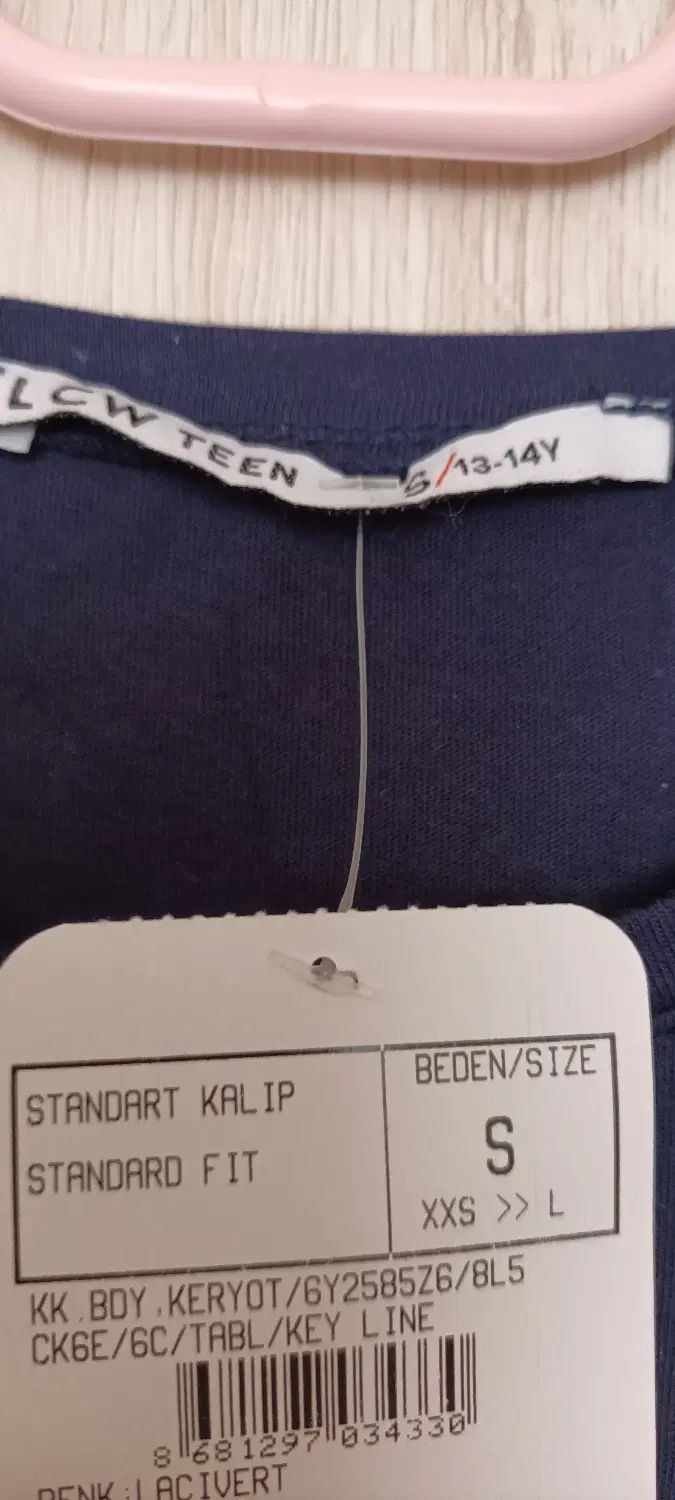 LCW TEEN S/13-14Y
STANDART KALIP
STANDARD FIT
BEDEN/SIZE
S
XXS >> L
KK.BDY.KERYOT/6Y2585Z6/8L5
CK6E/6C/TABL/KEY LINE
8 681297 034330
RENK:LACIVERT